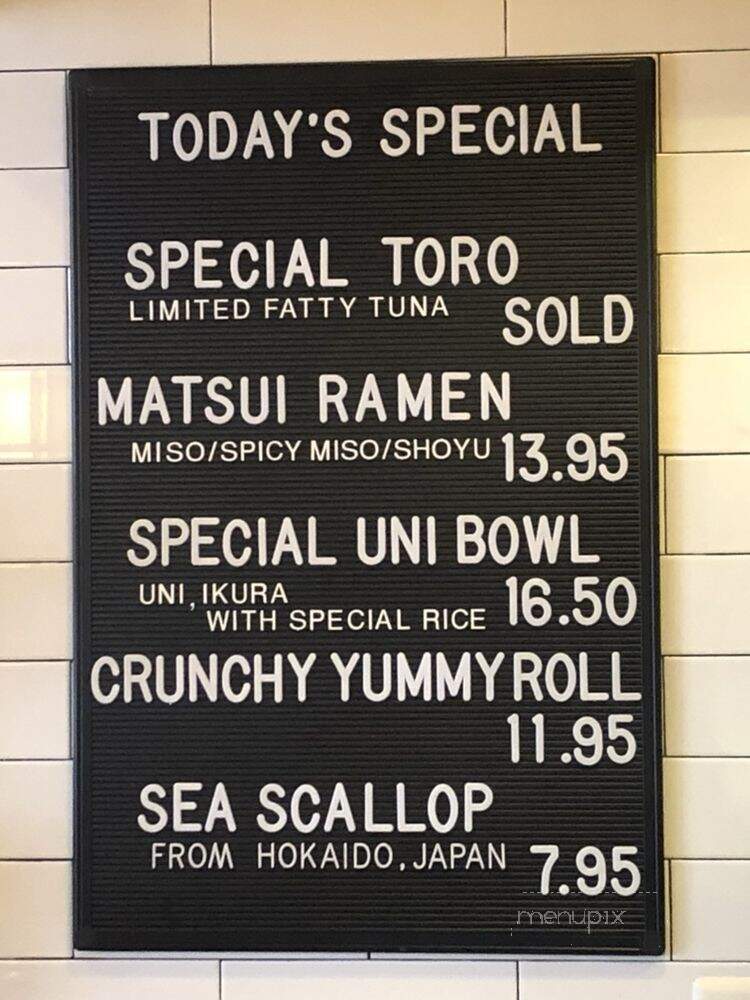 TODAY'S SPECIAL
SPECIAL TORO
LIMITED FATTY TUNA
SOLD
MATSUI RAMEN
MISO/SPICY MISO/SHOYU 13.95
SPECIAL UNI BOWL
UNI, IKURA
WITH SPECIAL RICE 16.50
CRUNCHY YUMMY ROLL
11.95
SEA SCALLOP
FROM HOKAIDO, JAPAN 7.95
menupix